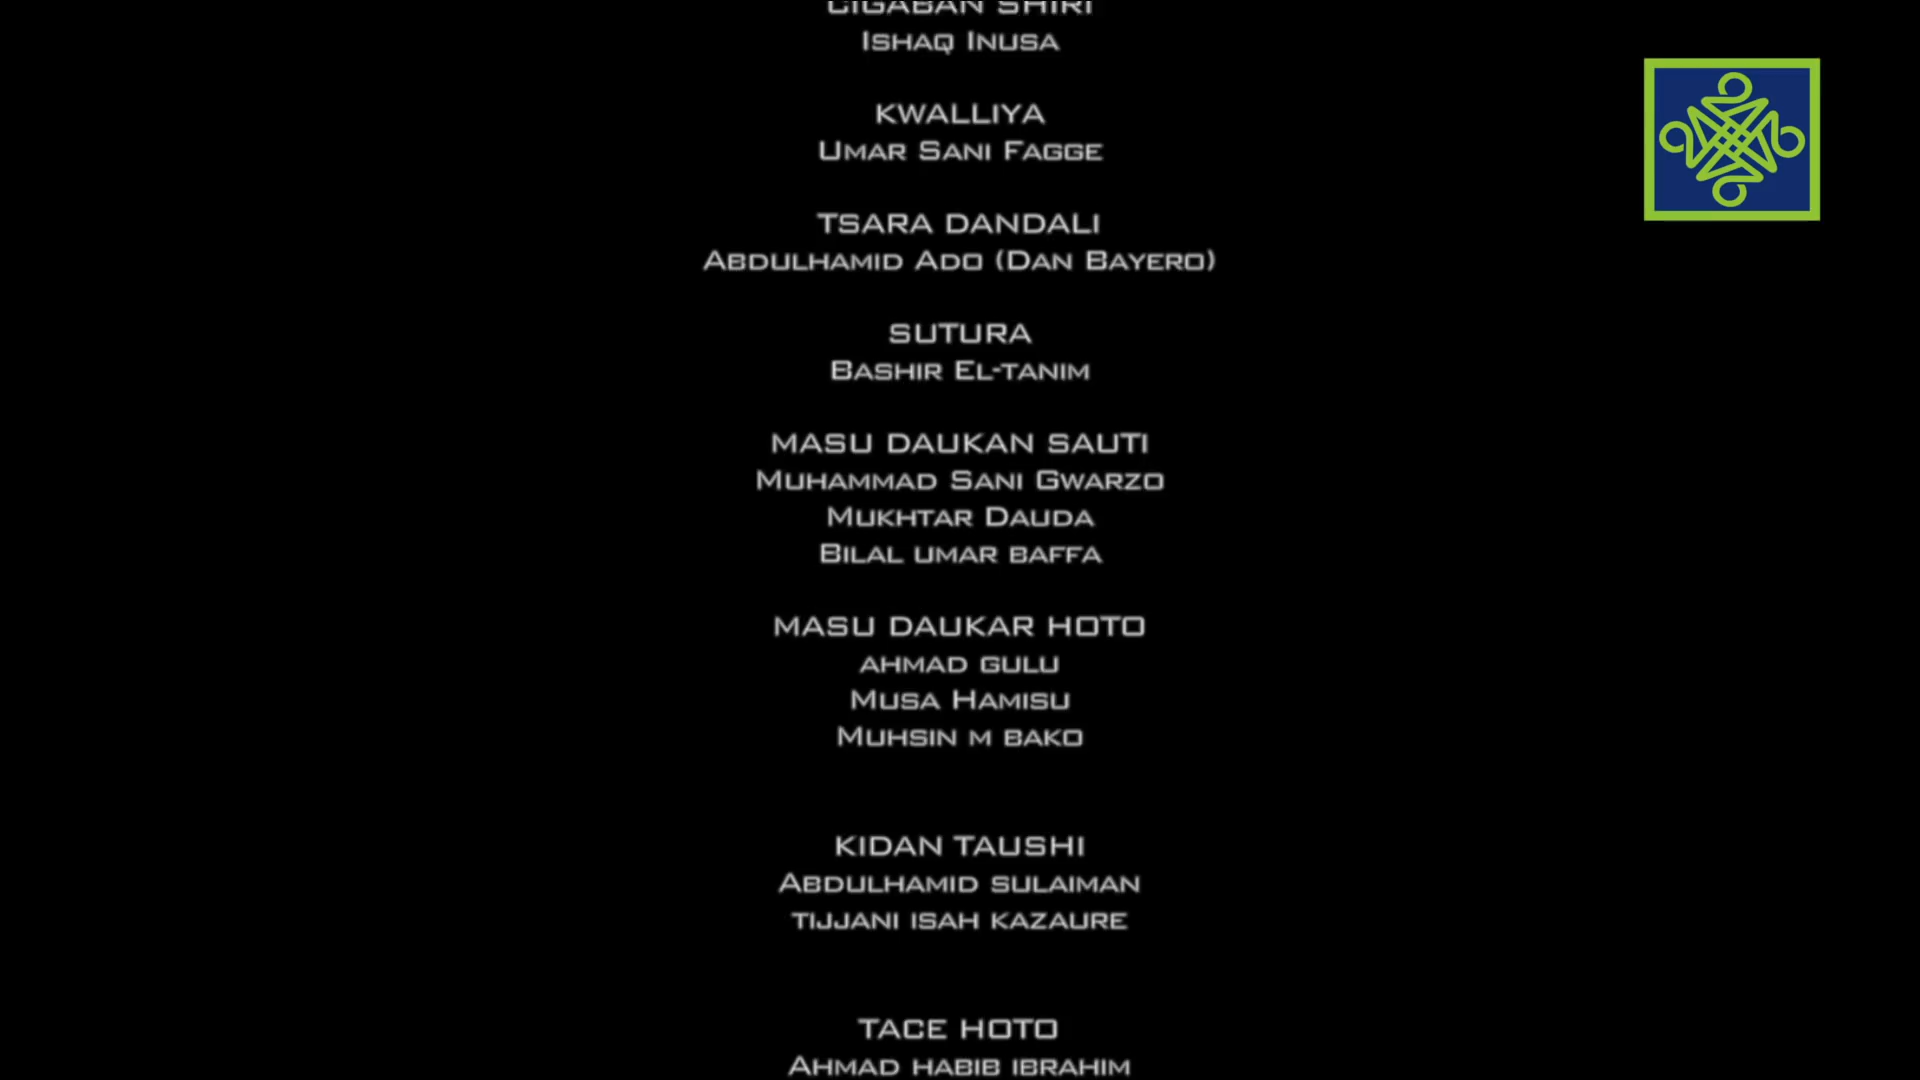 CIGABAN SHIRI
Ishaq Inusa
KWALLIYA
Umar Sani Fagge
TSARA DANDALI
Abdulhamid Ado (Dan Bayero)
SUTURA
Bashir El-tanim
MASU DAUKAN SAUTI
Muhammad Sani Gwarzo
Mukhtar Dauda
Bilal umar baffa
MASU DAUKAR HOTO
ahmad gulu
Musa Hamisu
Muhsin m bako
KIDAN TAUSHI
Abdulhamid sulaiman
tijjani isah kazaure
TACE HOTO
Ahmad habib ibrahim